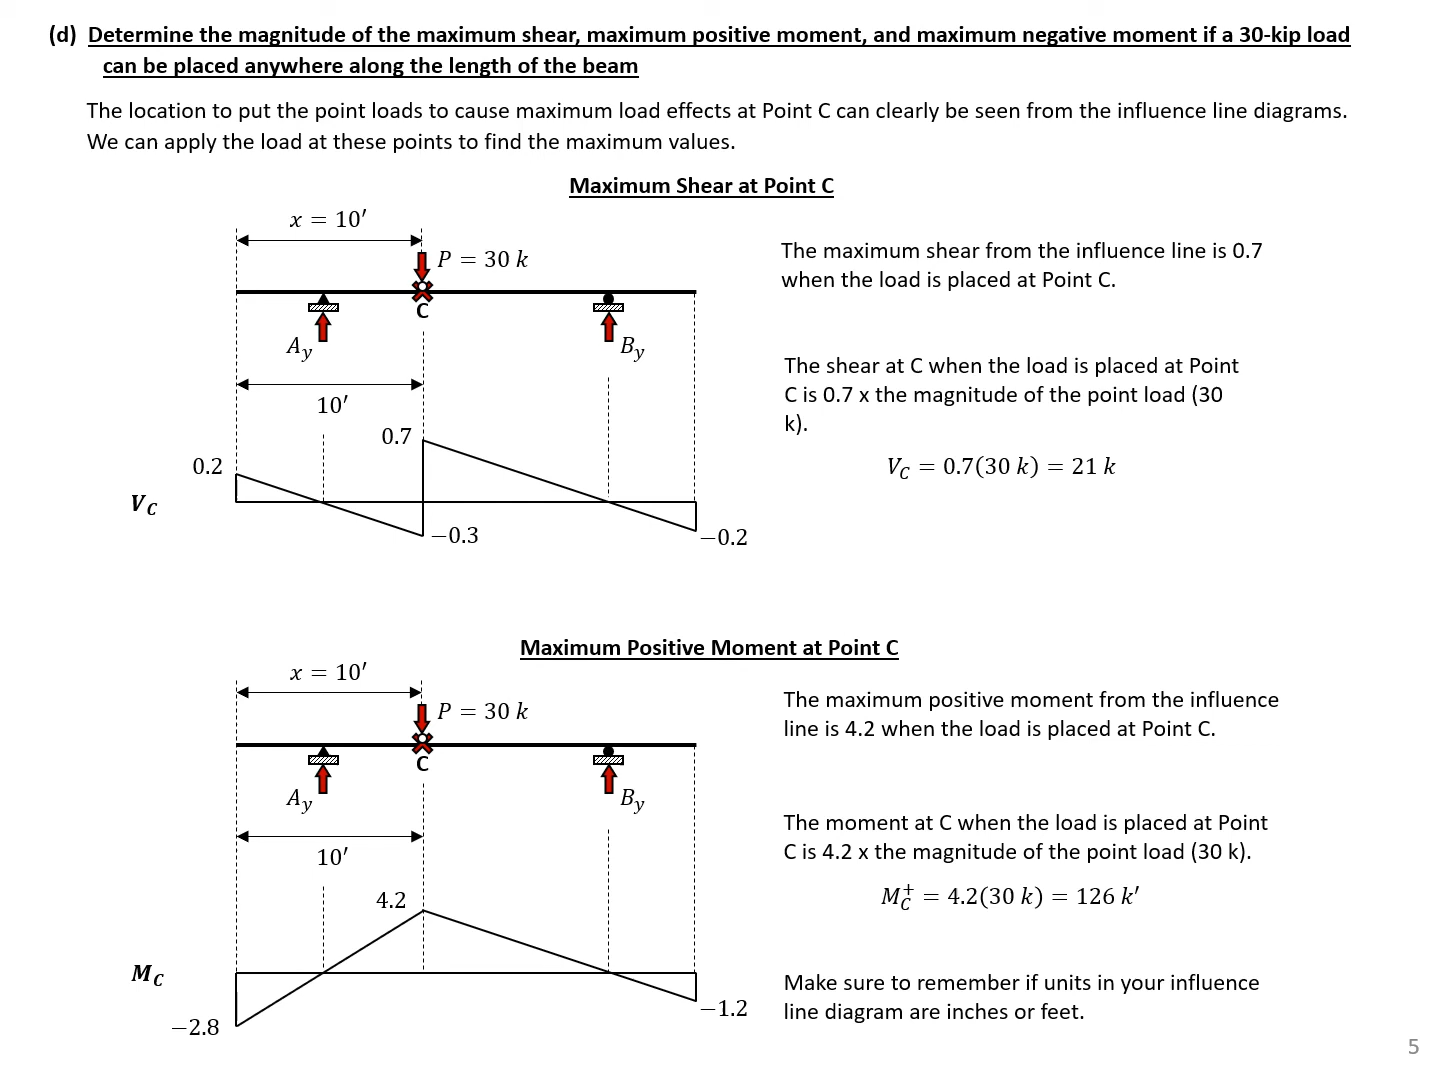 (d) Determine the magnitude of the maximum shear, maximum positive moment, and maximum negative moment if a 30-kip load
can be placed anywhere along the length of the beam
The location to put the point loads to cause maximum load effects at Point C can clearly be seen from the influence line diagrams.
We can apply the load at these points to find the maximum values.
Maximum Shear at Point C
x = 10′
P = 30 k
C
A_y
B_y
10′
0.7
0.2
V_C
−0.3
−0.2
The maximum shear from the influence line is 0.7
when the load is placed at Point C.
The shear at C when the load is placed at Point
C is 0.7 x the magnitude of the point load (30
k).
V_C = 0.7(30 k) = 21 k
Maximum Positive Moment at Point C
x = 10′
P = 30 k
C
A_y
B_y
10′
4.2
M_C
−2.8
−1.2
The maximum positive moment from the influence
line is 4.2 when the load is placed at Point C.
The moment at C when the load is placed at Point
C is 4.2 x the magnitude of the point load (30 k).
M_C^+ = 4.2(30 k) = 126 k′
Make sure to remember if units in your influence
line diagram are inches or feet.
5